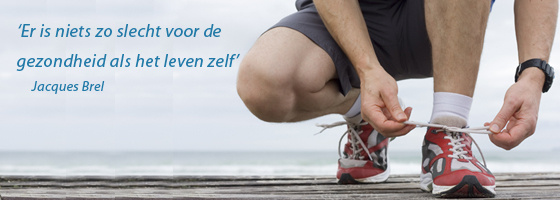 ‘Er is niets zo slecht voor de
gezondheid als het leven zelf’
Jacques Brel